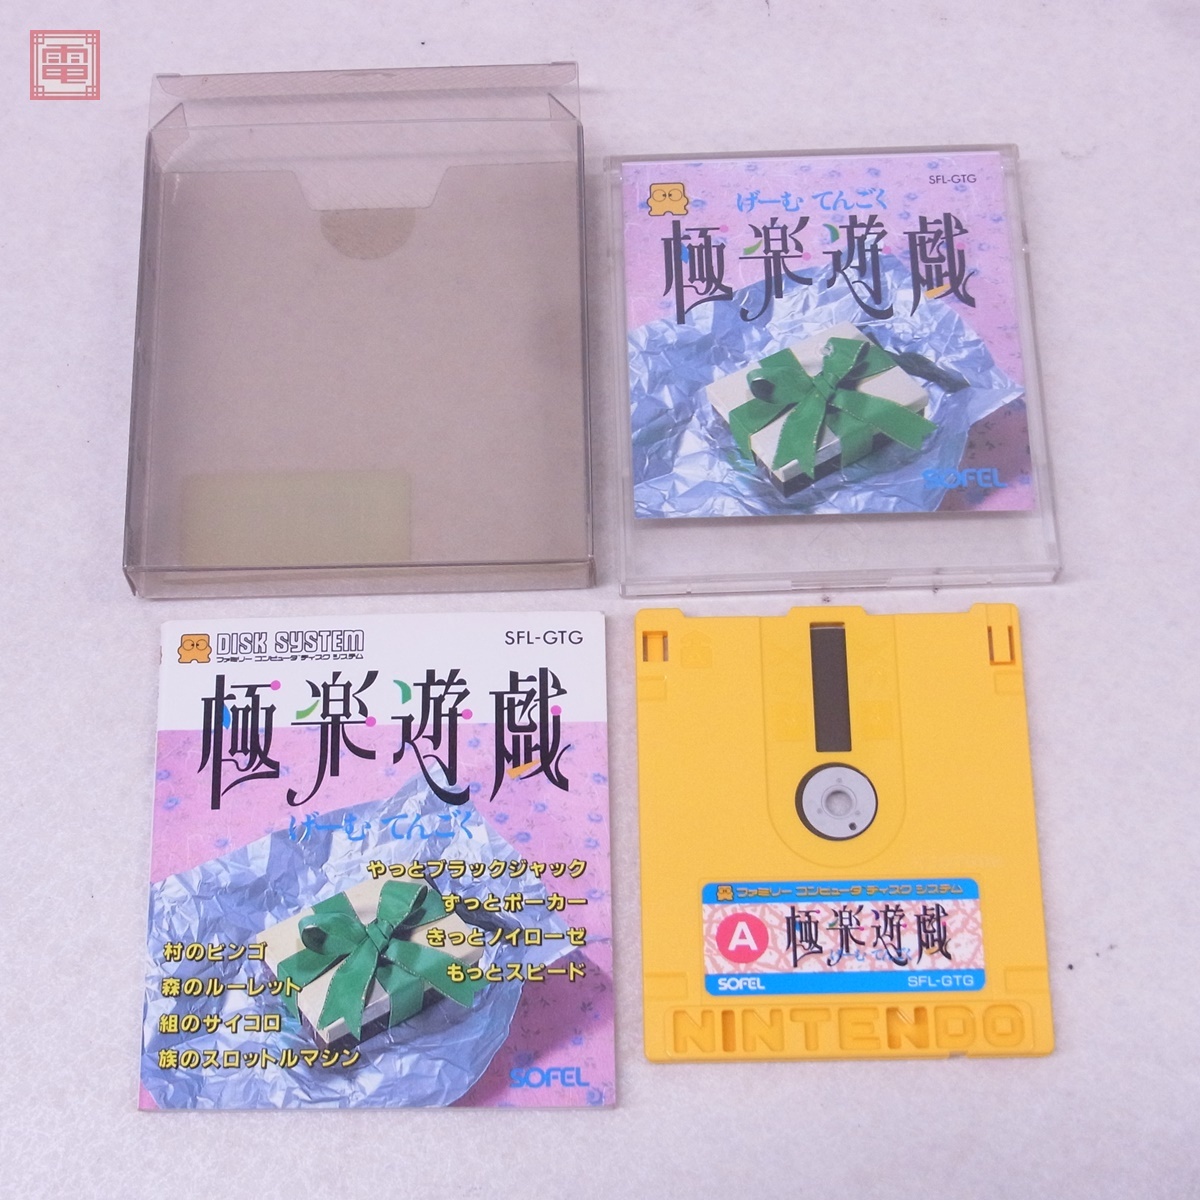 電
SFL-GTG
げーむ てんごく
極楽遊戯
SOFEL
DISK SYSTEM
ファミリー コンピュータ ディスク システム
SFL-GTG
極楽遊戯
げーむ てんごく
やっとブラックジャック
ずっとポーカー
きっとノイローゼ
もっとスピード
村のビンゴ
森のルーレット
組のサイコロ
族のスロットルマシン
SOFEL
ファミリー コンピュータ ディスク システム
A
極楽遊戯
げーむ てんごく
SOFEL
SFL-GTG
NINTENDO